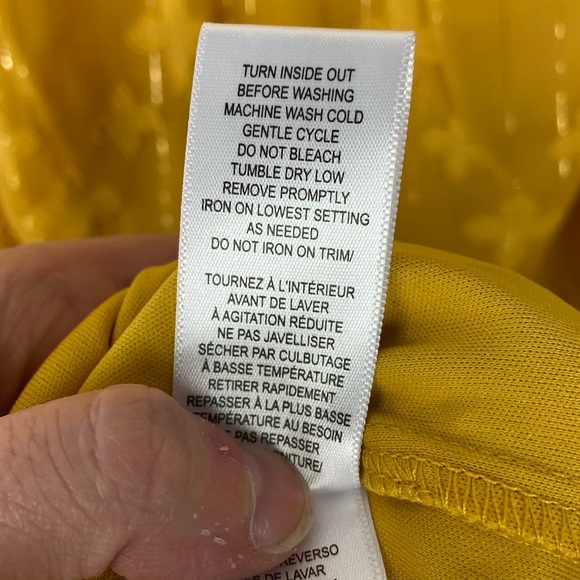 TURN INSIDE OUT
BEFORE WASHING
MACHINE WASH COLD
GENTLE CYCLE
DO NOT BLEACH
TUMBLE DRY LOW
REMOVE PROMPTLY
IRON ON LOWEST SETTING
AS NEEDED
DO NOT IRON ON TRIM/
TOURNEZ À L'INTÉRIEUR
AVANT DE LAVER
À AGITATION RÉDUITE
NE PAS JAVELLISER
SÉCHER PAR CULBUTAGE
À BASSE TEMPÉRATURE
RETIRER RAPIDEMENT
REPASSER À LA PLUS BASSE
TEMPÉRATURE AU BESOIN
PAS REPASSER
REVERSO
DE LAVAR